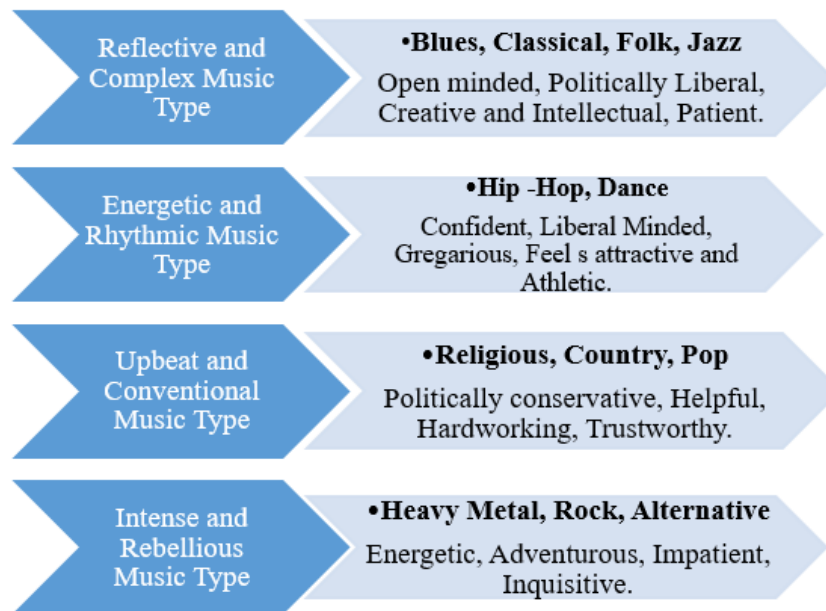 Reflective and
Complex Music
Type
•Blues, Classical, Folk, Jazz
Open minded, Politically Liberal,
Creative and Intellectual, Patient.
Energetic and
Rhythmic Music
Type
•Hip -Hop, Dance
Confident, Liberal Minded,
Gregarious, Feel s attractive and
Athletic.
Upbeat and
Conventional
Music Type
•Religious, Country, Pop
Politically conservative, Helpful,
Hardworking, Trustworthy.
Intense and
Rebellious
Music Type
•Heavy Metal, Rock, Alternative
Energetic, Adventurous, Impatient,
Inquisitive.